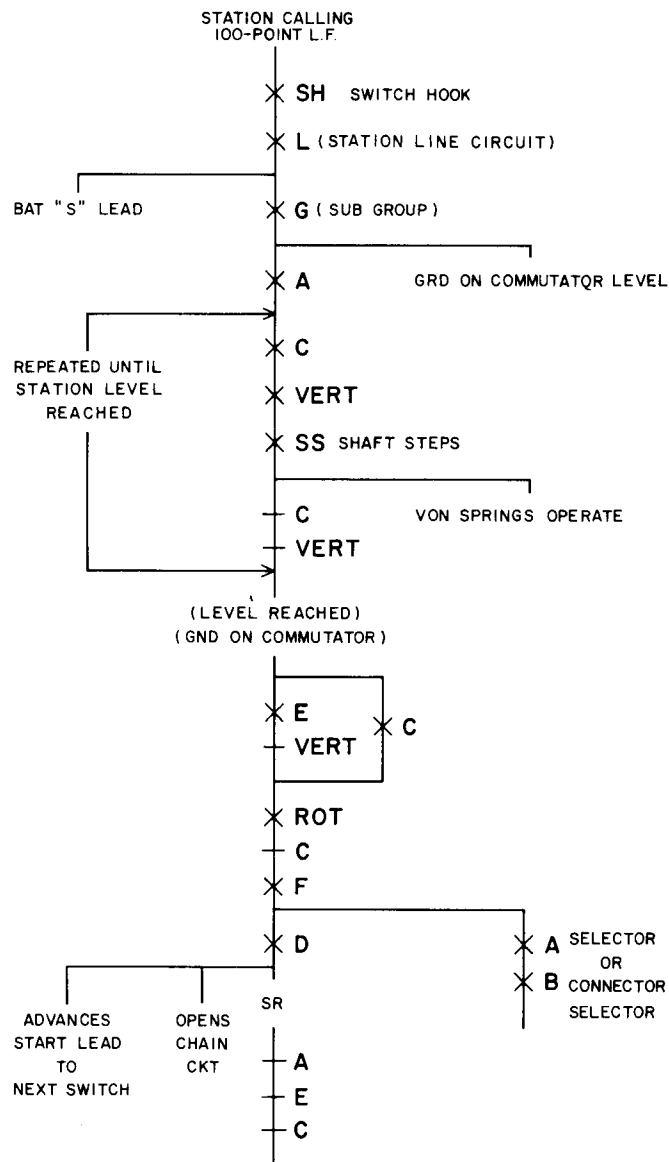 STATION CALLING
100-POINT L.F.
SH SWITCH HOOK
L (STATION LINE CIRCUIT)
BAT "S" LEAD
G (SUB GROUP)
GRD ON COMMUTATOR LEVEL
A
REPEATED UNTIL
STATION LEVEL
REACHED
C
VERT
SS SHAFT STEPS
VON SPRINGS OPERATE
C
VERT
(LEVEL REACHED)
(GND ON COMMUTATOR)
E
C
VERT
ROT
C
F
D
A SELECTOR
OR
B CONNECTOR
SELECTOR
ADVANCES
START LEAD
TO
NEXT SWITCH
OPENS
CHAIN
CKT
SR
A
E
C